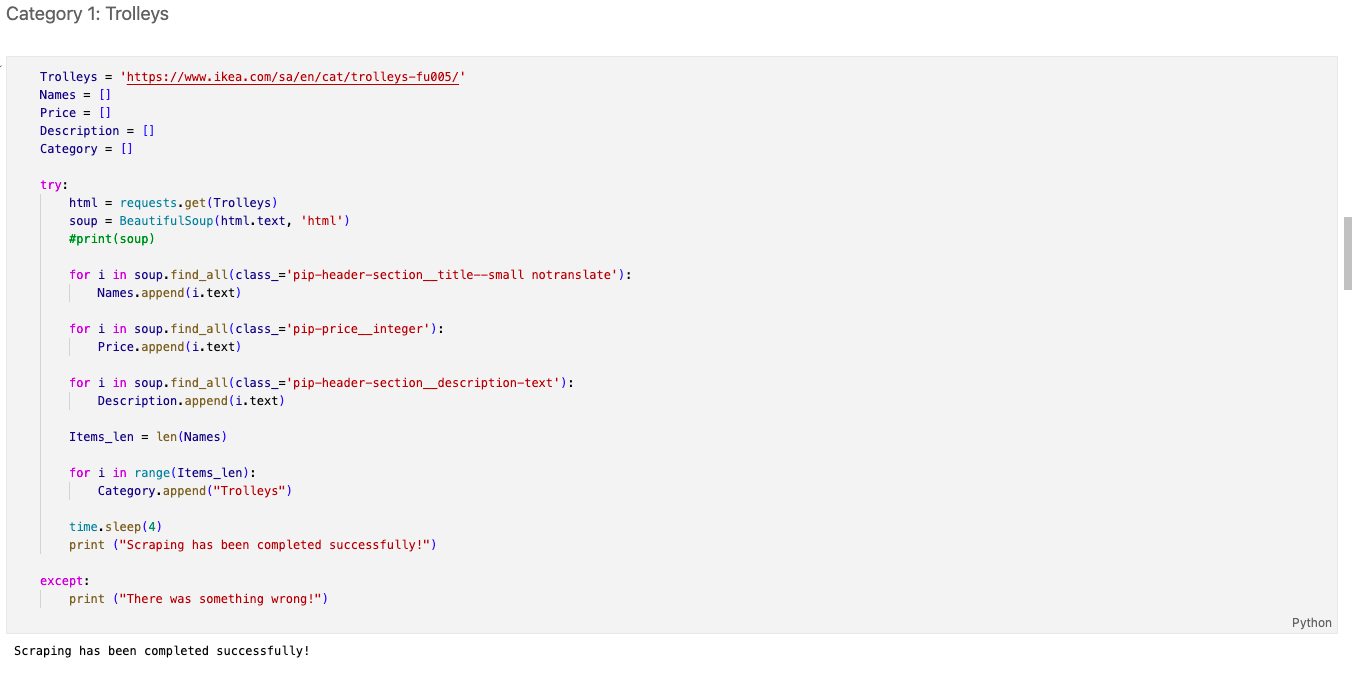 Category 1: Trolleys
Trolleys = 'https://www.ikea.com/sa/en/cat/trolleys-fu005/'
Names = []
Price = []
Description = []
Category = []
try:
html = requests.get(Trolleys)
soup = BeautifulSoup(html.text, 'html')
#print(soup)
for i in soup.find_all(class_='pip-header-section__title--small notranslate'):
Names.append(i.text)
for i in soup.find_all(class_='pip-price__integer'):
Price.append(i.text)
for i in soup.find_all(class_='pip-header-section__description-text'):
Description.append(i.text)
Items_len = len(Names)
for i in range(Items_len):
Category.append("Trolleys")
time.sleep(4)
print ("Scraping has been completed successfully!")
except:
print ("There was something wrong!")
Python
Scraping has been completed successfully!